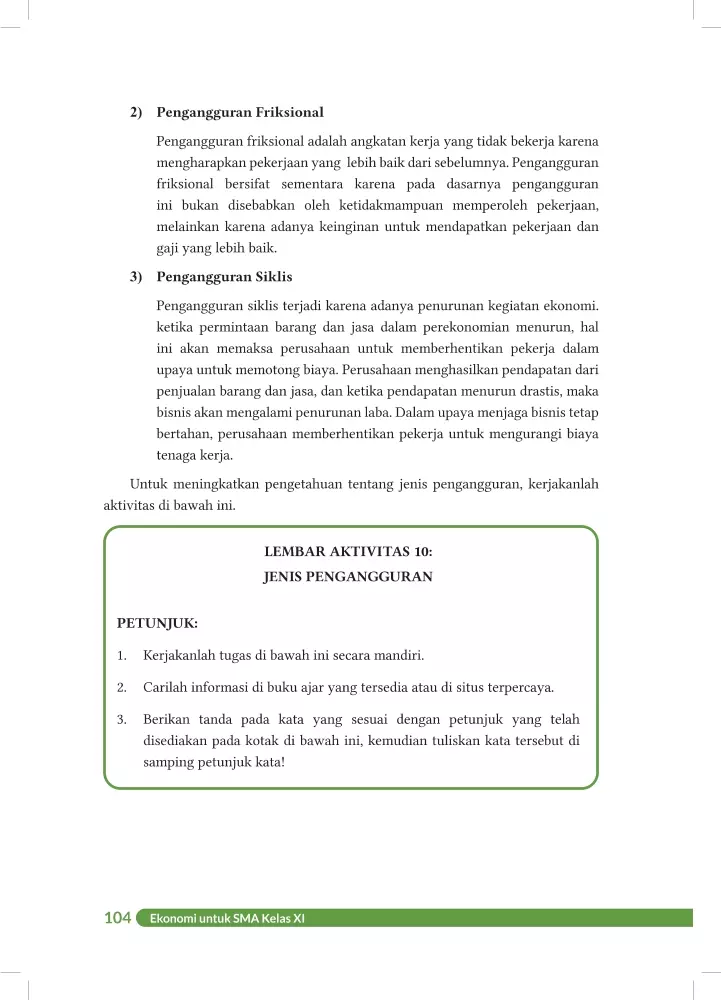 2) Pengangguran Friksional
Pengangguran friksional adalah angkatan kerja yang tidak bekerja karena
mengharapkan pekerjaan yang lebih baik dari sebelumnya. Pengangguran
friksional bersifat sementara karena pada dasarnya pengangguran
ini bukan disebabkan oleh ketidakmampuan memperoleh pekerjaan,
melainkan karena adanya keinginan untuk mendapatkan pekerjaan dan
gaji yang lebih baik.
3) Pengangguran Siklis
Pengangguran siklis terjadi karena adanya penurunan kegiatan ekonomi.
ketika permintaan barang dan jasa dalam perekonomian menurun, hal
ini akan memaksa perusahaan untuk memberhentikan pekerja dalam
upaya untuk memotong biaya. Perusahaan menghasilkan pendapatan dari
penjualan barang dan jasa, dan ketika pendapatan menurun drastis, maka
bisnis akan mengalami penurunan laba. Dalam upaya menjaga bisnis tetap
bertahan, perusahaan memberhentikan pekerja untuk mengurangi biaya
tenaga kerja.
Untuk meningkatkan pengetahuan tentang jenis pengangguran, kerjakanlah
aktivitas di bawah ini.
LEMBAR AKTIVITAS 10:
JENIS PENGANGGURAN
PETUNJUK:
1. Kerjakanlah tugas di bawah ini secara mandiri.
2. Carilah informasi di buku ajar yang tersedia atau di situs terpercaya.
3. Berikan tanda pada kata yang sesuai dengan petunjuk yang telah
disediakan pada kotak di bawah ini, kemudian tuliskan kata tersebut di
samping petunjuk kata!
104 Ekonomi untuk SMA Kelas XI